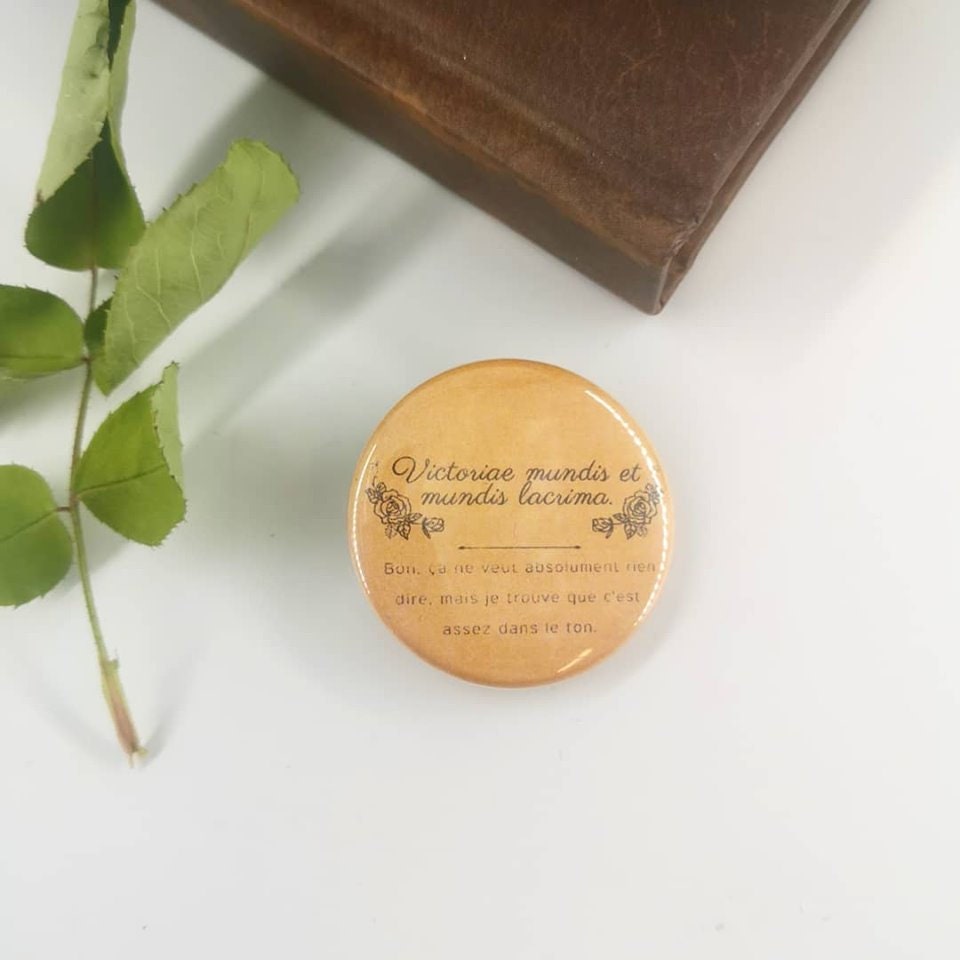 Victoriae mundis et
mundis lacrima.
Bon, ça ne veut absolument rien
dire, mais je trouve que c'est
assez dans le ton.